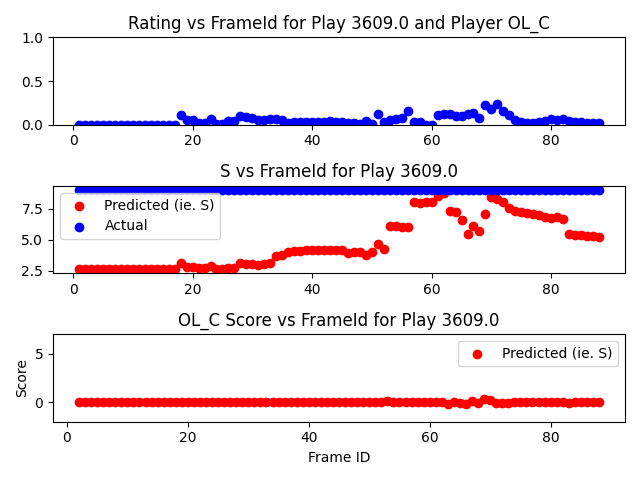 Rating vs FrameId for Play 3609.0 and Player OL_C
1.0
0.5
0.0
0 20 40 60 80
S vs FrameId for Play 3609.0
7.5
5.0
2.5
Predicted (ie. S)
Actual
0 20 40 60 80
OL_C Score vs FrameId for Play 3609.0
Score
5
0
Predicted (ie. S)
0 20 40 60 80
Frame ID